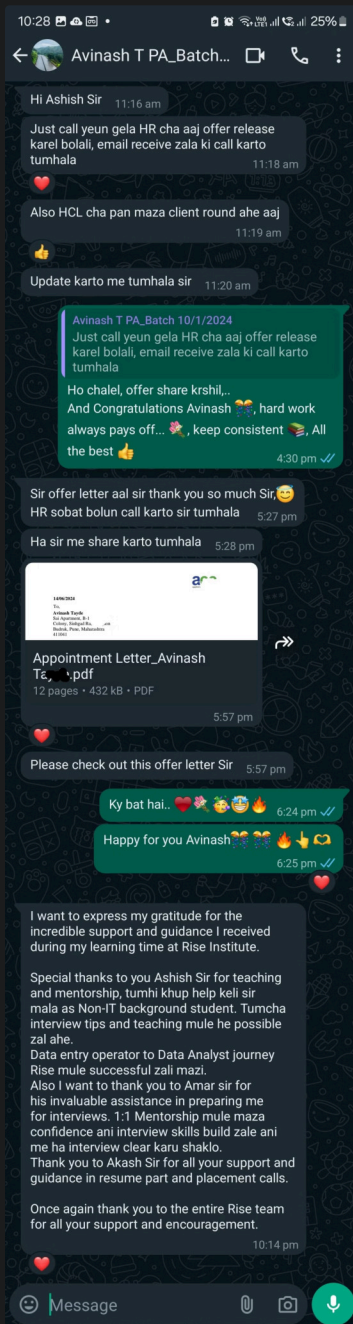 10:28
25%
Avinash T PA_Batch...
Hi Ashish Sir 11:16 am
Just call yeun gela HR cha aaj offer release
karel bolali, email receive zala ki call karto
tumhala
11:18 am
Also HCL cha pan maza client round ahe aaj
11:19 am
Update karto me tumhala sir 11:20 am
Avinash T PA_Batch 10/1/2024
Just call yeun gela HR cha aaj offer release
karel bolali, email receive zala ki call karto
tumhala
Ho chalel, offer share krshil,..
And Congratulations Avinash 🎊, hard work
always pays off... 💐, keep consistent 📚, All
the best 👍
4:30 pm
Sir offer letter aal sir thank you so much Sir,😇
HR sobat bolun call karto sir tumhala 5:27 pm
Ha sir me share karto tumhala 5:28 pm
14/06/2024
To,
Avinash Tayde
Sai Apartment, B-1
Colony, Sinhgad Ra,
Budruk, Pune, Maharashtra
411041
Appointment Letter_Avinash
Ta .pdf
12 pages • 432 kB • PDF
5:57 pm
Please check out this offer letter Sir 5:57 pm
Ky bat hai.. ❤️💐🥳🤩🔥 6:24 pm
Happy for you Avinash🎊 🎊 🔥👆🫶
6:25 pm
I want to express my gratitude for the
incredible support and guidance I received
during my learning time at Rise Institute.
Special thanks to you Ashish Sir for teaching
and mentorship, tumhi khup help keli sir
mala as Non-IT background student. Tumcha
interview tips and teaching mule he possible
zal ahe.
Data entry operator to Data Analyst journey
Rise mule successful zali mazi.
Also I want to thank you to Amar sir for
his invaluable assistance in preparing me
for interviews. 1:1 Mentorship mule maza
confidence ani interview skills build zale ani
me ha interview clear karu shaklo.
Thank you to Akash Sir for all your support and
guidance in resume part and placement calls.
Once again thank you to the entire Rise team
for all your support and encouragement.
10:14 pm
Message